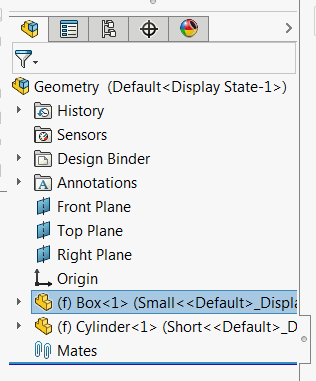 Geometry (Default<Display State-1>)
History
Sensors
Design Binder
Annotations
Front Plane
Top Plane
Right Plane
Origin
(f) Box<1> (Small<<Default>_Displa
(f) Cylinder<1> (Short<<Default>_D
Mates